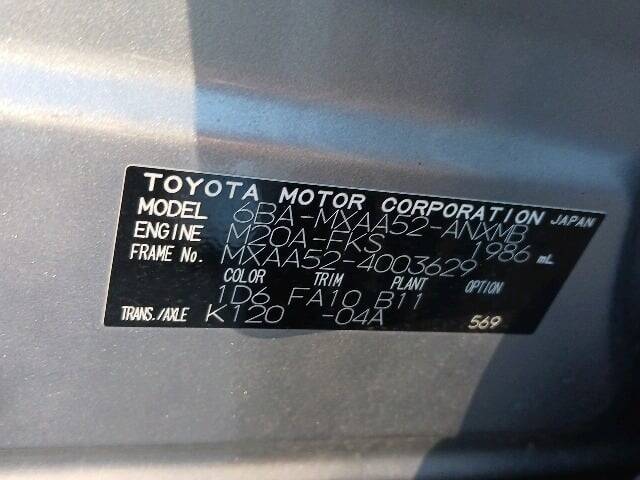 TOYOTA MOTOR CORPORATION JAPAN
MODEL 6BA-MXAA52-ANXMB
ENGINE M20A-FKS 1986 mL
FRAME No. MXAA52-4003629
COLOR TRIM PLANT OPTION
1D6 FA10 B11
TRANS./AXLE K120 -04A 569